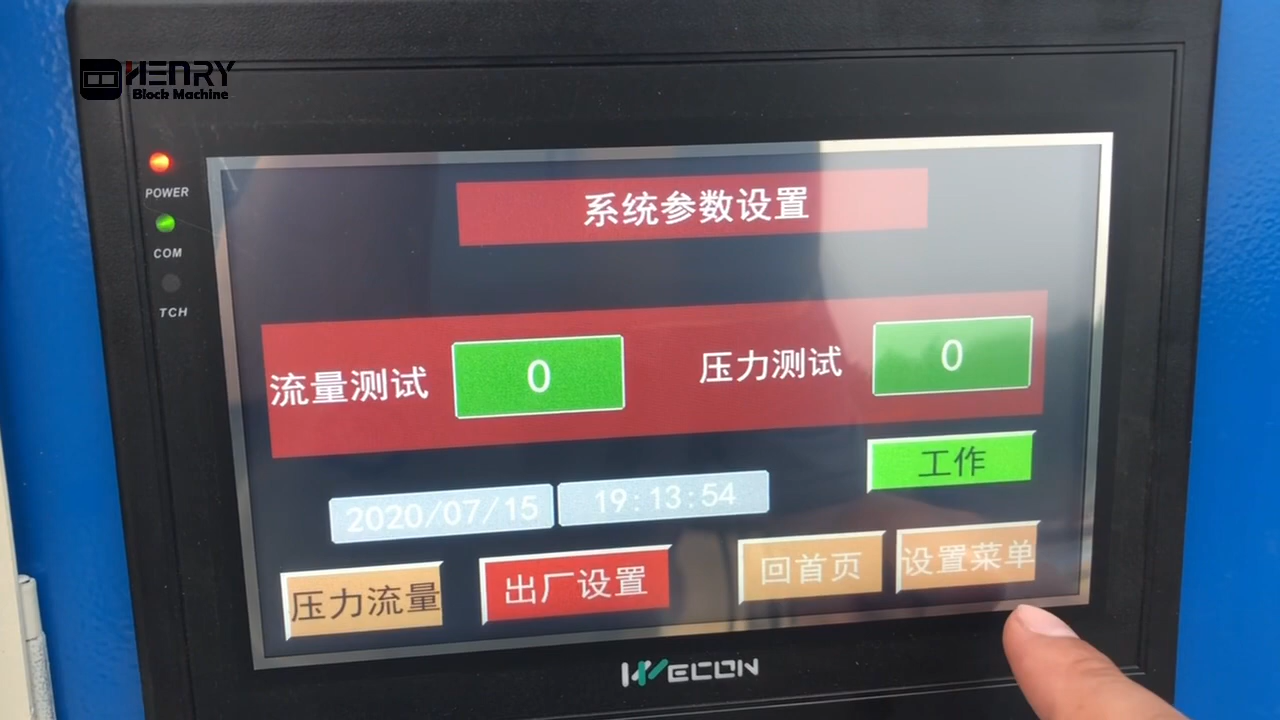 HENRY
Block Machine
POWER
COM
TCH
系统参数设置
流量测试 0 压力测试 0
工作
2020/07/15 19:13:54
压力流量 出厂设置 回首页 设置菜单
WECON